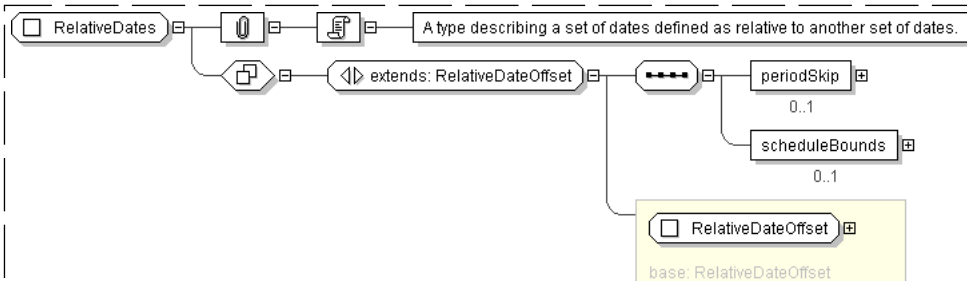 RelativeDates
A type describing a set of dates defined as relative to another set of dates.
extends: RelativeDateOffset
periodSkip
0..1
scheduleBounds
0..1
RelativeDateOffset
base: RelativeDateOffset